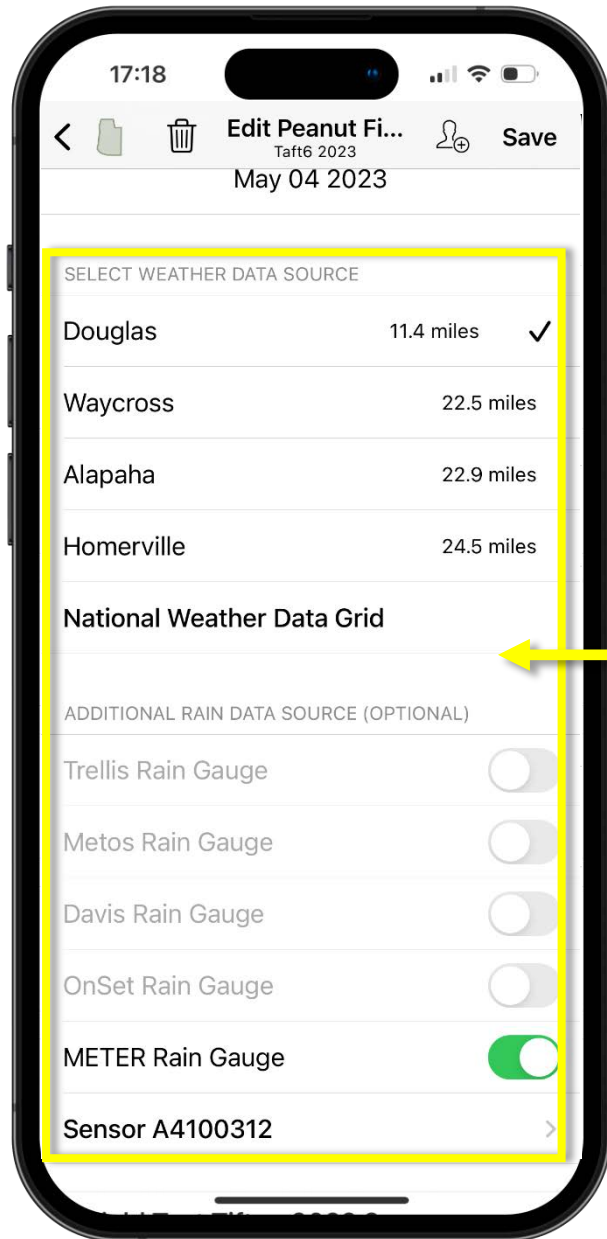 17:18
Edit Peanut Fi...
Save
Taft6 2023
May 04 2023
SELECT WEATHER DATA SOURCE
Douglas 11.4 miles
Waycross 22.5 miles
Alapaha 22.9 miles
Homerville 24.5 miles
National Weather Data Grid
ADDITIONAL RAIN DATA SOURCE (OPTIONAL)
Trellis Rain Gauge
Metos Rain Gauge
Davis Rain Gauge
OnSet Rain Gauge
METER Rain Gauge
Sensor A4100312